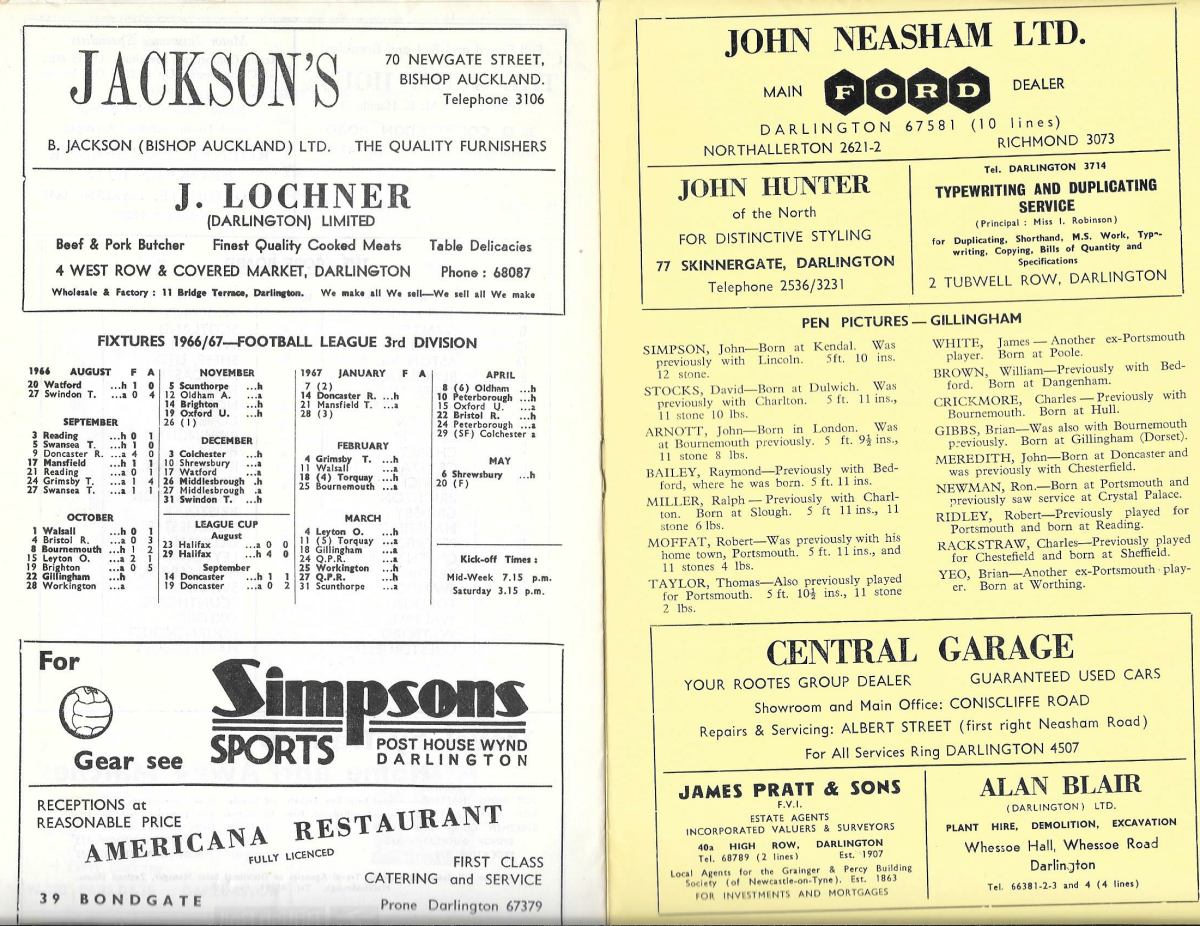 JACKSON'S
70 NEWGATE STREET,
BISHOP AUCKLAND.
Telephone 3106
B. JACKSON (BISHOP AUCKLAND) LTD. THE QUALITY FURNISHERS
J. LOCHNER
(DARLINGTON) LIMITED
Beef & Pork Butcher Finest Quality Cooked Meats Table Delicacies
4 WEST ROW & COVERED MARKET, DARLINGTON Phone : 68087
Wholesale & Factory : 11 Bridge Terrace, Darlington. We make all We sell—We sell all We make
FIXTURES 1966/67—FOOTBALL LEAGUE 3rd DIVISION
1966 AUGUST F A
20 Watford ...h 1 0
27 Swindon T. ...a 0 4
SEPTEMBER
3 Reading ...h 0 1
5 Swansea T. ...h 1 0
9 Doncaster R. ...a 4 0
17 Mansfield ...h 1 1
21 Reading ...a 0 1
24 Grimsby T. ...a 1 4
27 Swansea T. ...a 1 1
OCTOBER
1 Walsall ...h 0 1
4 Bristol R. ...a 0 3
8 Bournemouth ...h 1 2
15 Leyton O. ...a 2 1
19 Brighton ...a 0 5
22 Gillingham ...h
28 Workington ...a
NOVEMBER
5 Scunthorpe ...h
12 Oldham A. ...a
14 Brighton ...h
19 Oxford U. ...h
26 (1)
DECEMBER
3 Colchester ...h
10 Shrewsbury ...a
17 Watford ...a
26 Middlesbrough .h
27 Middlesbrough .a
31 Swindon T. ...h
LEAGUE CUP
August
23 Halifax ...a 0 0
29 Halifax ...h 4 0
September
14 Doncaster ...h 1 1
19 Doncaster ...a 0 2
1967 JANUARY F A
7 (2)
14 Doncaster R. ...h
21 Mansfield T. ...a
28 (3)
FEBRUARY
4 Grimsby T. ...h
11 Walsall ...a
18 (4) Torquay ...h
25 Bournemouth ...a
MARCH
4 Leyton O. ...h
11 (5) Torquay ...a
18 Gillingham ...a
24 Q.P.R. ...a
25 Workington ...h
27 Q.P.R. ...h
31 Scunthorpe ...a
APRIL
8 (6) Oldham ...h
10 Peterborough ...h
15 Oxford U. ...a
22 Bristol R. ...h
24 Peterborough ...a
29 (SF) Colchester a
MAY
6 Shrewsbury ...h
20 (F)
Kick-off Times :
Mid-Week 7.15 p.m.
Saturday 3.15 p.m.
For
Gear see
Simpsons
SPORTS
POST HOUSE WYND
DARLINGTON
RECEPTIONS at
REASONABLE PRICE
AMERICANA RESTAURANT
FULLY LICENCED
FIRST CLASS
CATERING and SERVICE
39 BONDGATE
Prone Darlington 67379
JOHN NEASHAM LTD.
MAIN FORD DEALER
DARLINGTON 67581 (10 lines)
NORTHALLERTON 2621-2 RICHMOND 3073
JOHN HUNTER
of the North
FOR DISTINCTIVE STYLING
77 SKINNERGATE, DARLINGTON
Telephone 2536/3231
Tel. DARLINGTON 3714
TYPEWRITING AND DUPLICATING
SERVICE
(Principal : Miss I. Robinson)
for Duplicating, Shorthand, M.S. Work, Type-
writing, Copying, Bills of Quantity and
Specifications
2 TUBWELL ROW, DARLINGTON
PEN PICTURES — GILLINGHAM
SIMPSON, John—Born at Kendal. Was
previously with Lincoln. 5ft. 10 ins.
12 stone.
STOCKS, David—Born at Dulwich. Was
previously with Charlton. 5 ft. 11 ins.,
11 stone 10 lbs.
ARNOTT, John—Born in London. Was
at Bournemouth previously. 5 ft. 9½ ins.,
11 stone 8 lbs.
BAILEY, Raymond—Previously with Bed-
ford, where he was born. 5 ft. 11 ins.
MILLER, Ralph — Previously with Charl-
ton. Born at Slough. 5 ft 11 ins., 11
stone 6 lbs.
MOFFAT, Robert—Was previously with his
home town, Portsmouth. 5 ft. 11 ins., and
11 stones 4 lbs.
TAYLOR, Thomas—Also previously played
for Portsmouth. 5 ft. 10½ ins., 11 stone
2 lbs.
WHITE, James — Another ex-Portsmouth
player. Born at Poole.
BROWN, William—Previously with Bed-
ford. Born at Dangenham.
CRICKMORE, Charles — Previously with
Bournemouth. Born at Hull.
GIBBS, Brian—Was also with Bournemouth
previously. Born at Gillingham (Dorset).
MEREDITH, John—Born at Doncaster and
was previously with Chesterfield.
NEWMAN, Ron.—Born at Portsmouth and
previously saw service at Crystal Palace.
RIDLEY, Robert—Previously played for
Portsmouth and born at Reading.
RACKSTRAW, Charles—Previously played
for Chestefield and born at Sheffield.
YEO, Brian—Another ex-Portsmouth play-
er. Born at Worthing.
CENTRAL GARAGE
YOUR ROOTES GROUP DEALER GUARANTEED USED CARS
Showroom and Main Office: CONISCLIFFE ROAD
Repairs & Servicing: ALBERT STREET (first right Neasham Road)
For All Services Ring DARLINGTON 4507
JAMES PRATT & SONS
F.V.I.
ESTATE AGENTS
INCORPORATED VALUERS & SURVEYORS
40a HIGH ROW, DARLINGTON
Tel. 68789 (2 lines) Est. 1907
Local Agents for the Grainger & Percy Building
Society (of Newcastle-on-Tyne). Est. 1863
FOR INVESTMENTS AND MORTGAGES
ALAN BLAIR
(DARLINGTON) LTD.
PLANT HIRE, DEMOLITION, EXCAVATION
Whessoe Hall, Whessoe Road
Darlington
Tel. 66381-2-3 and 4 (4 lines)